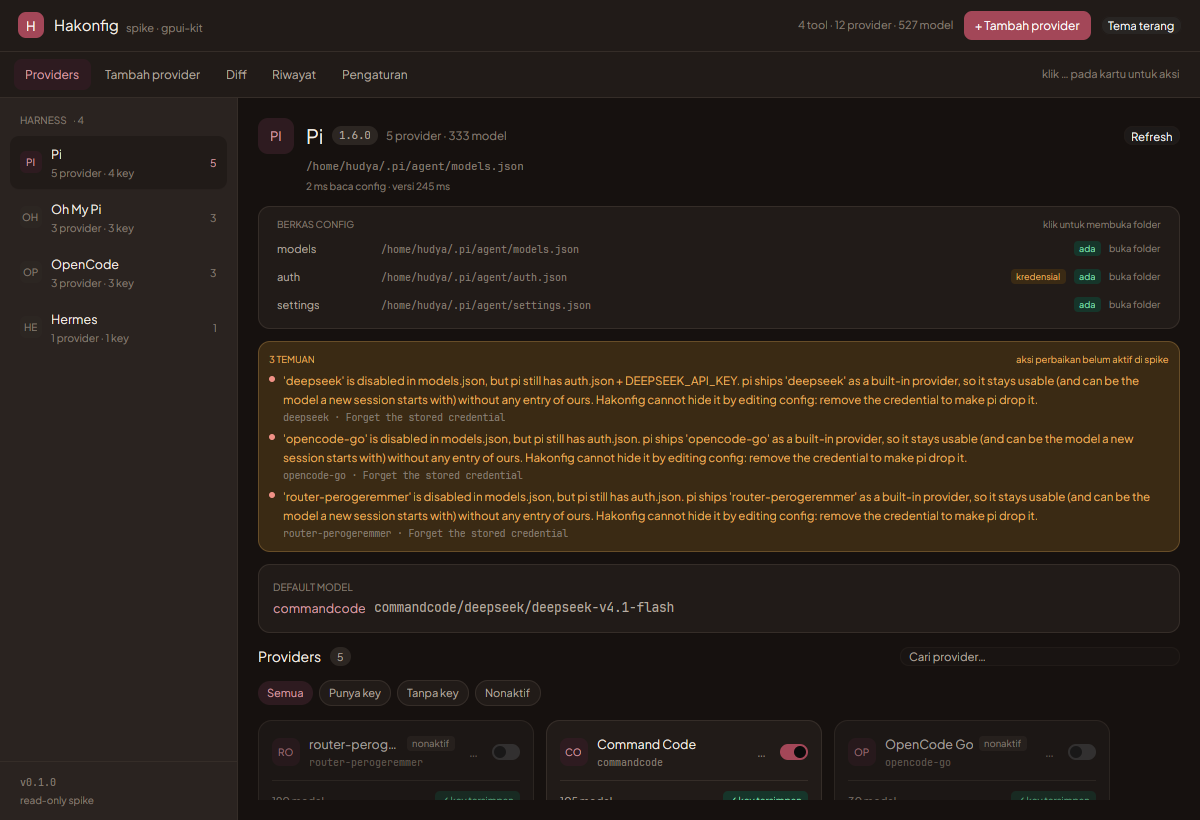 H Hakonfig spike · gpui-kit
4 tool · 12 provider · 527 model + Tambah provider Tema terang
Providers Tambah provider Diff Riwayat Pengaturan klik ... pada kartu untuk aksi
HARNESS · 4
PI Pi 5
5 provider · 4 key
OH Oh My Pi 3
3 provider · 3 key
OP OpenCode 3
3 provider · 3 key
HE Hermes 1
1 provider · 1 key
v0.1.0
read-only spike
PI Pi 1.6.0 5 provider · 333 model Refresh
/home/hudya/.pi/agent/models.json
2 ms baca config · versi 245 ms
BERKAS CONFIG klik untuk membuka folder
models /home/hudya/.pi/agent/models.json ada buka folder
auth /home/hudya/.pi/agent/auth.json kredensial ada buka folder
settings /home/hudya/.pi/agent/settings.json ada buka folder
3 TEMUAN aksi perbaikan belum aktif di spike
'deepseek' is disabled in models.json, but pi still has auth.json + DEEPSEEK_API_KEY. pi ships 'deepseek' as a built-in provider, so it stays usable (and can be the
model a new session starts with) without any entry of ours. Hakonfig cannot hide it by editing config: remove the credential to make pi drop it.
deepseek · Forget the stored credential
'opencode-go' is disabled in models.json, but pi still has auth.json. pi ships 'opencode-go' as a built-in provider, so it stays usable (and can be the model a new
session starts with) without any entry of ours. Hakonfig cannot hide it by editing config: remove the credential to make pi drop it.
opencode-go · Forget the stored credential
'router-perogeremmer' is disabled in models.json, but pi still has auth.json. pi ships 'router-perogeremmer' as a built-in provider, so it stays usable (and can be the
model a new session starts with) without any entry of ours. Hakonfig cannot hide it by editing config: remove the credential to make pi drop it.
router-perogeremmer · Forget the stored credential
DEFAULT MODEL
commandcode commandcode/deepseek/deepseek-v4.1-flash
Providers 5 Cari provider...
Semua Punya key Tanpa key Nonaktif
RO router-perog... nonaktif ...
router-perogeremmer
CO Command Code ...
commandcode
OP OpenCode Go nonaktif ...
opencode-go